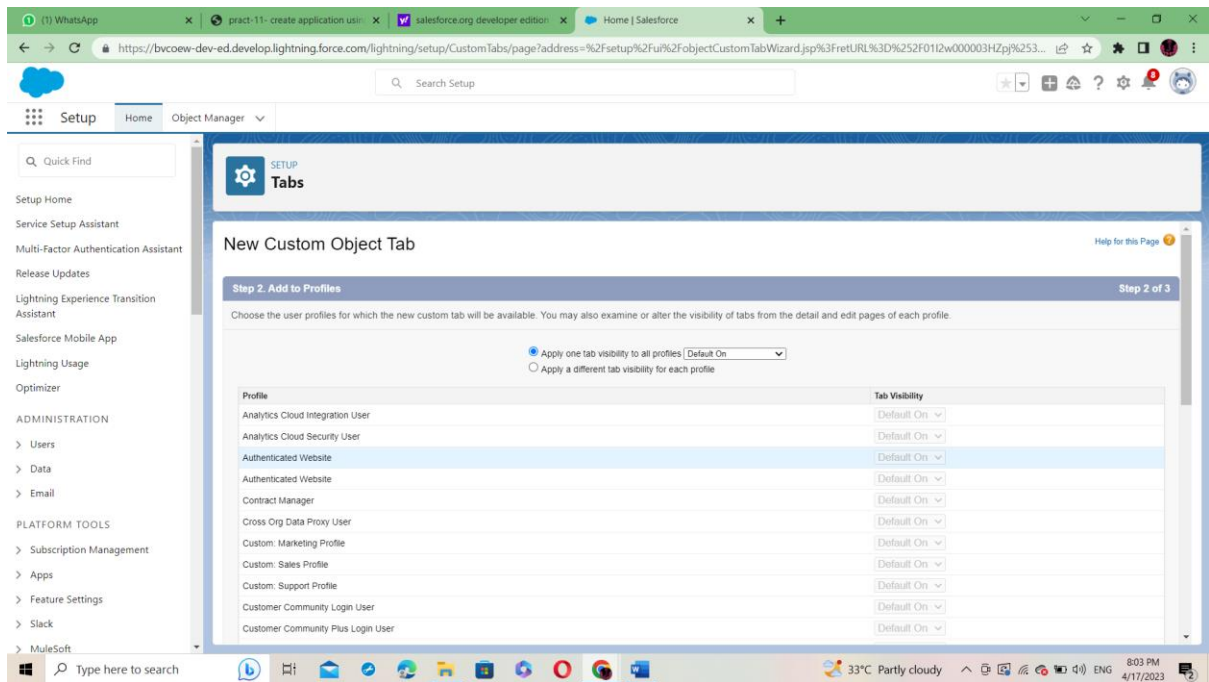 (1) WhatsApp
pract-11- create application usin
salesforce.org developer edition
Home | Salesforce
https://bvcoew-dev-ed.develop.lightning.force.com/lightning/setup/CustomTabs/page?address=%2Fsetup%2Fui%2FobjectCustomTabWizard.jsp%3FretURL%3D%252F01I2w000003HZpj%253...
Search Setup
Setup Home Object Manager
Quick Find
Setup Home
Service Setup Assistant
Multi-Factor Authentication Assistant
Release Updates
Lightning Experience Transition
Assistant
Salesforce Mobile App
Lightning Usage
Optimizer
ADMINISTRATION
> Users
> Data
> Email
PLATFORM TOOLS
> Subscription Management
> Apps
> Feature Settings
> Slack
> MuleSoft
SETUP
Tabs
New Custom Object Tab
Help for this Page ?
Step 2. Add to Profiles Step 2 of 3
Choose the user profiles for which the new custom tab will be available. You may also examine or alter the visibility of tabs from the detail and edit pages of each profile.
Apply one tab visibility to all profiles Default On
Apply a different tab visibility for each profile
Profile Tab Visibility
Analytics Cloud Integration User Default On
Analytics Cloud Security User Default On
Authenticated Website Default On
Authenticated Website Default On
Contract Manager Default On
Cross Org Data Proxy User Default On
Custom: Marketing Profile Default On
Custom: Sales Profile Default On
Custom: Support Profile Default On
Customer Community Login User Default On
Customer Community Plus Login User Default On
Type here to search
33°C Partly cloudy
ENG
8:03 PM
4/17/2023
2